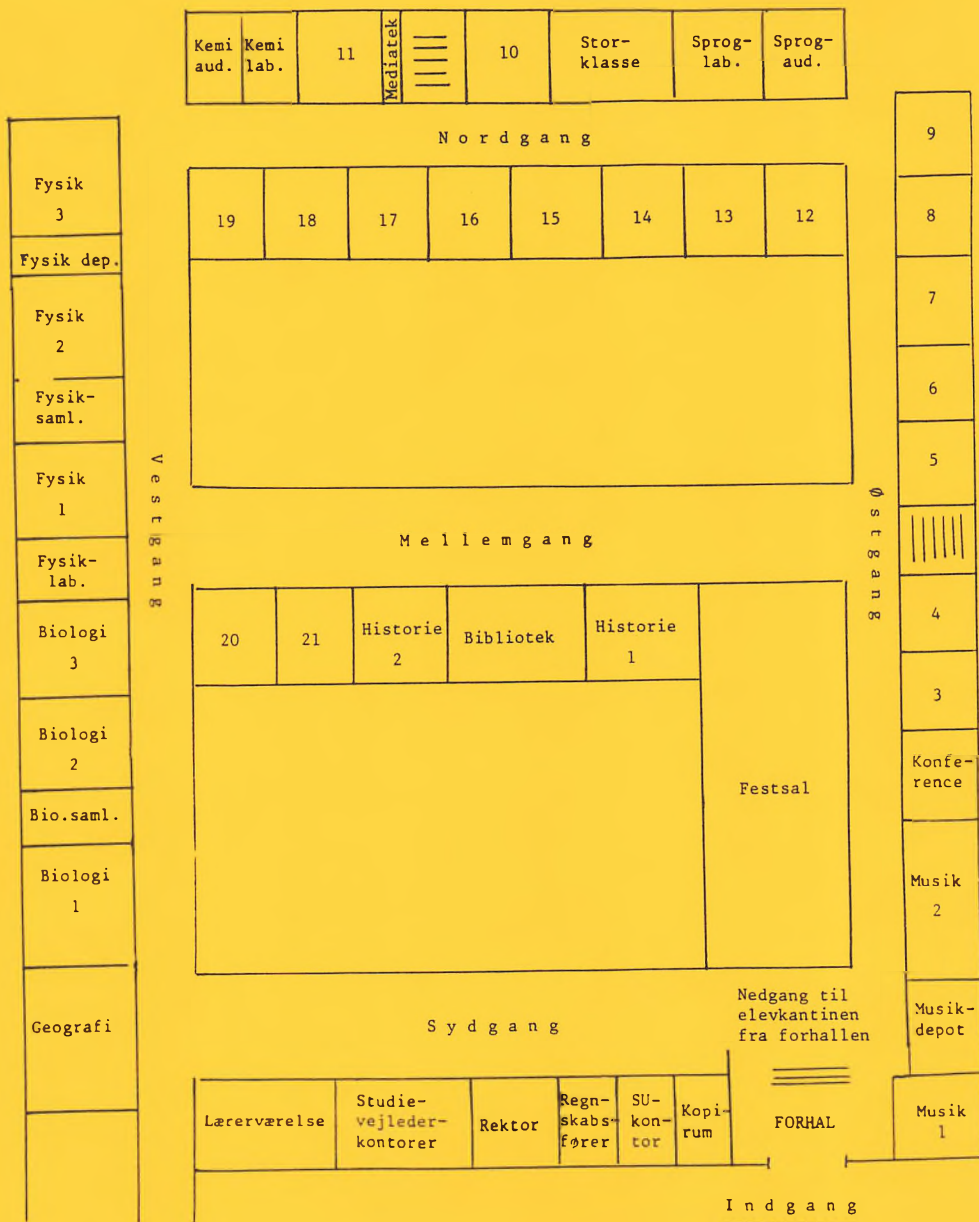 Kemi
aud.
Kemi
lab.
11
Mediatek
10
Stor-
klasse
Sprog-
lab.
Sprog-
aud.
Nordgang
9
8
7
6
5
4
3
Konfe-
rence
Musik
2
Musik-
depot
Musik
1
Fysik
3
Fysik dep.
Fysik
2
Fysik-
saml.
Fysik
1
Fysik-
lab.
Biologi
3
Biologi
2
Bio.saml.
Biologi
1
Geografi
19
18
17
16
15
14
13
12
Vestgang
Østgang
Mellemgang
20
21
Historie
2
Bibliotek
Historie
1
Festsal
Sydgang
Nedgang til
elevkantinen
fra forhallen
Lærerværelse
Studie-
vejleder-
kontorer
Rektor
Regn-
skabs-
fører
SU-
kon-
tor
Kopi-
rum
FORHAL
Indgang